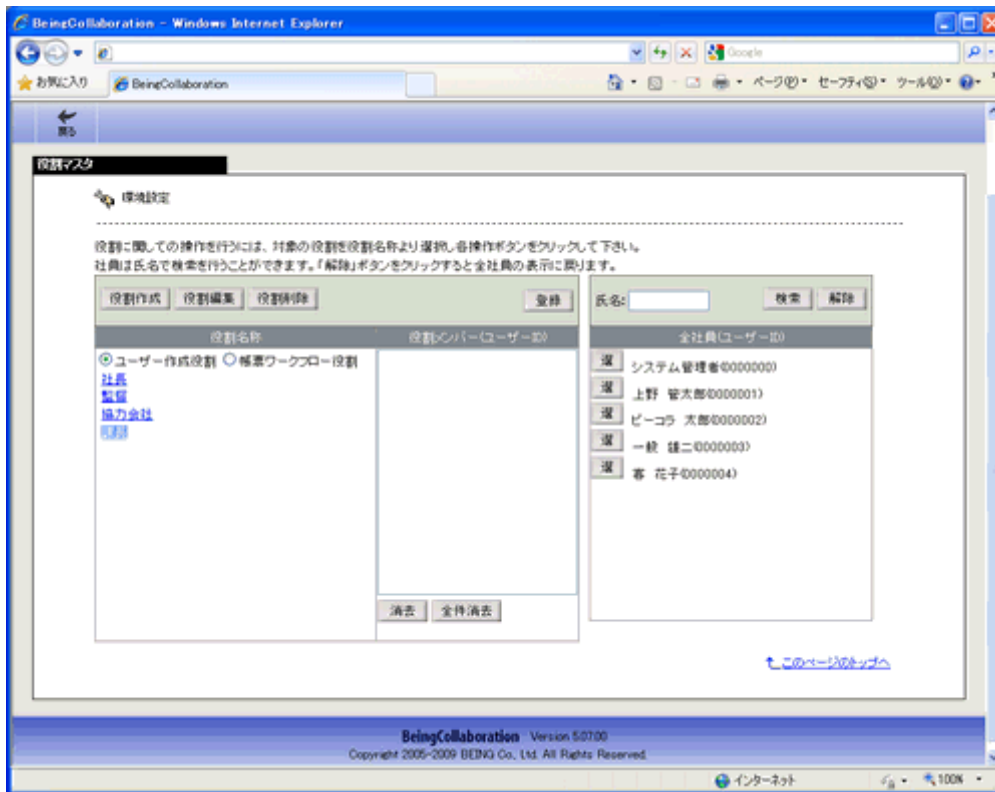 BeingCollaboration - Windows Internet Explorer
Google
お気に入り
BeingCollaboration
ページ(P)
セーフティ(S)
ツール(O)
戻る
役割マスタ
環境設定
役割に関しての操作を行うには、対象の役割を役割名称より選択し各操作ボタンをクリックして下さい。
社員は氏名で検索を行うことができます。「解除」ボタンをクリックすると全社員の表示に戻ります。
役割作成 役割編集 役割削除 登録
氏名: 検索 解除
役割名称
役割メンバー(ユーザーID)
全社員(ユーザーID)
ユーザー作成役割 帳票ワークフロー役割
社長
監督
協力会社
選 システム管理者(0000000)
選 上野 管太郎(0000001)
選 ビーコラ 太郎(0000002)
選 一般 雄二(0000003)
選 客 花子(0000004)
消去 全件消去
このページのトップへ
BeingCollaboration Version 5.07.00
Copyright 2005-2009 BEING Co., Ltd. All Rights Reserved.
インターネット
100%